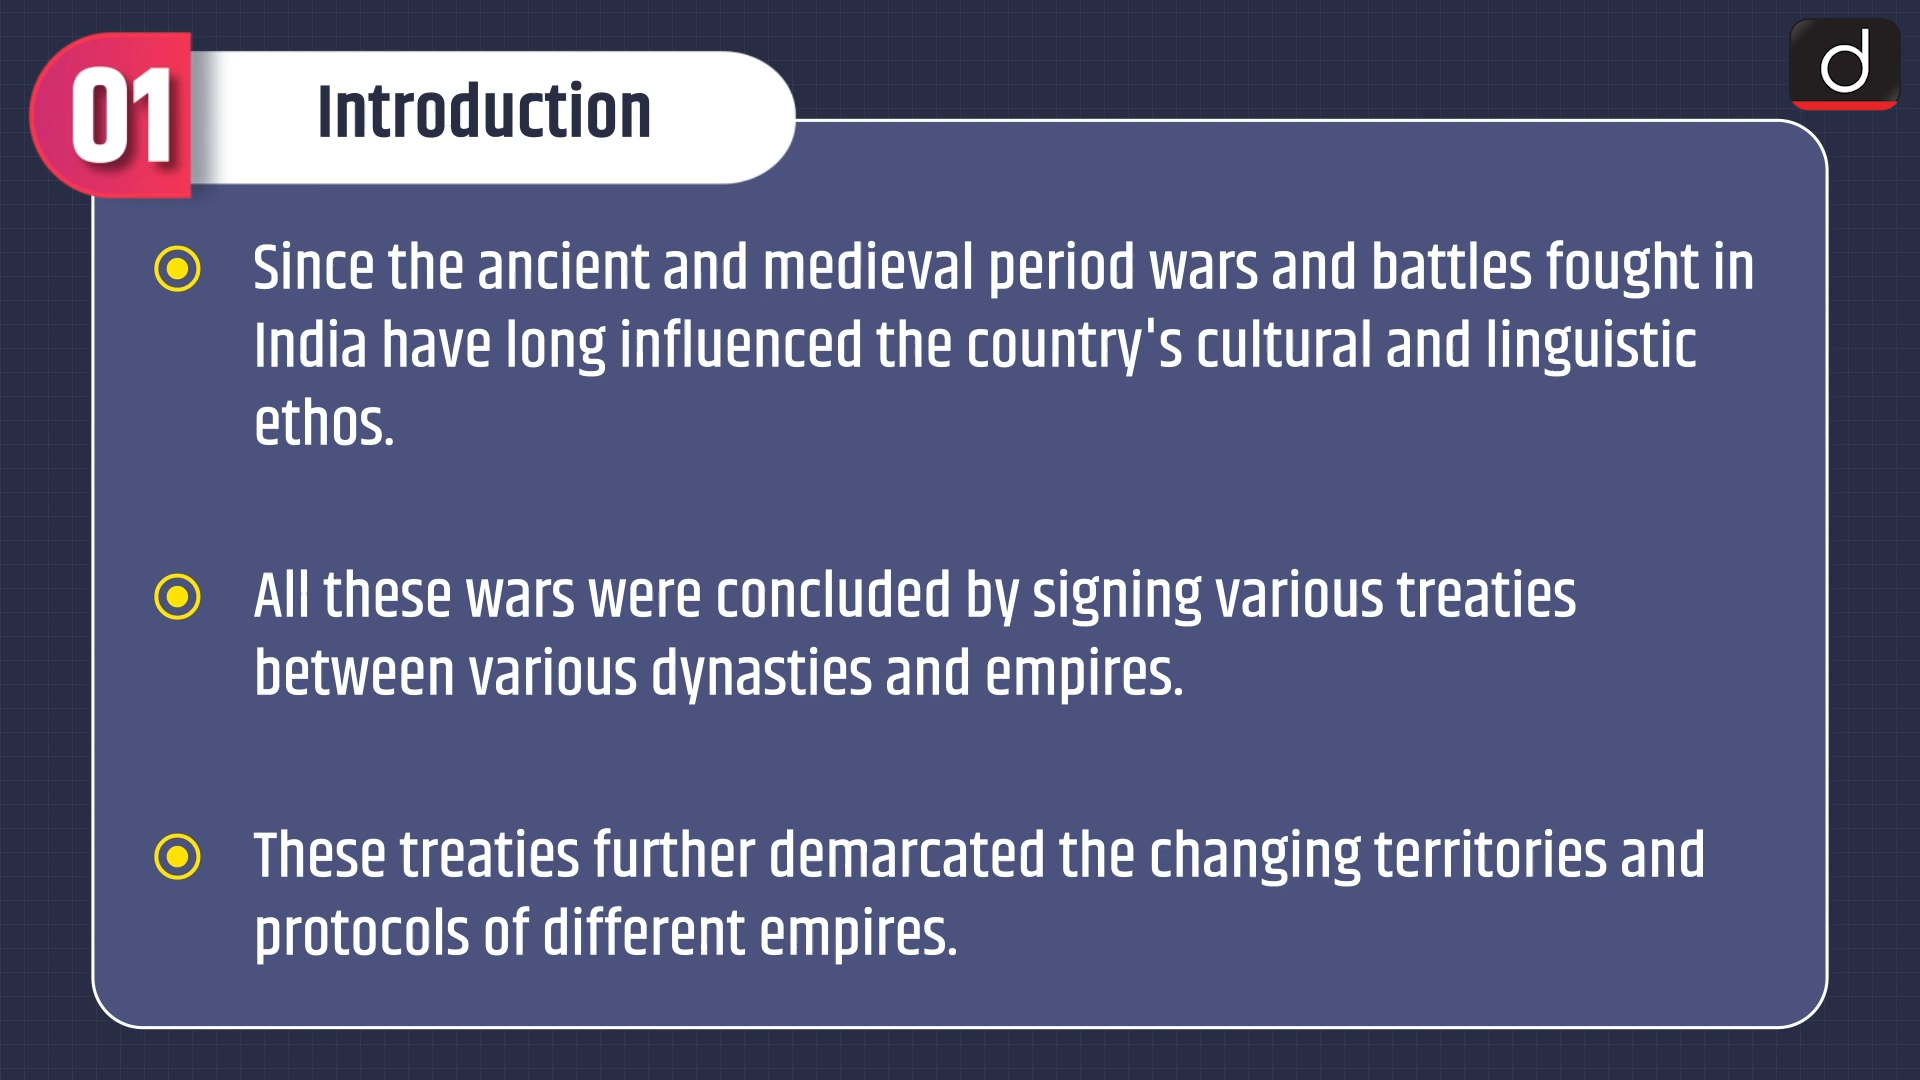 01
Introduction
d
Since the ancient and medieval period wars and battles fought in
India have long influenced the country's cultural and linguistic
ethos.
All these wars were concluded by signing various treaties
between various dynasties and empires.
These treaties further demarcated the changing territories and
protocols of different empires.